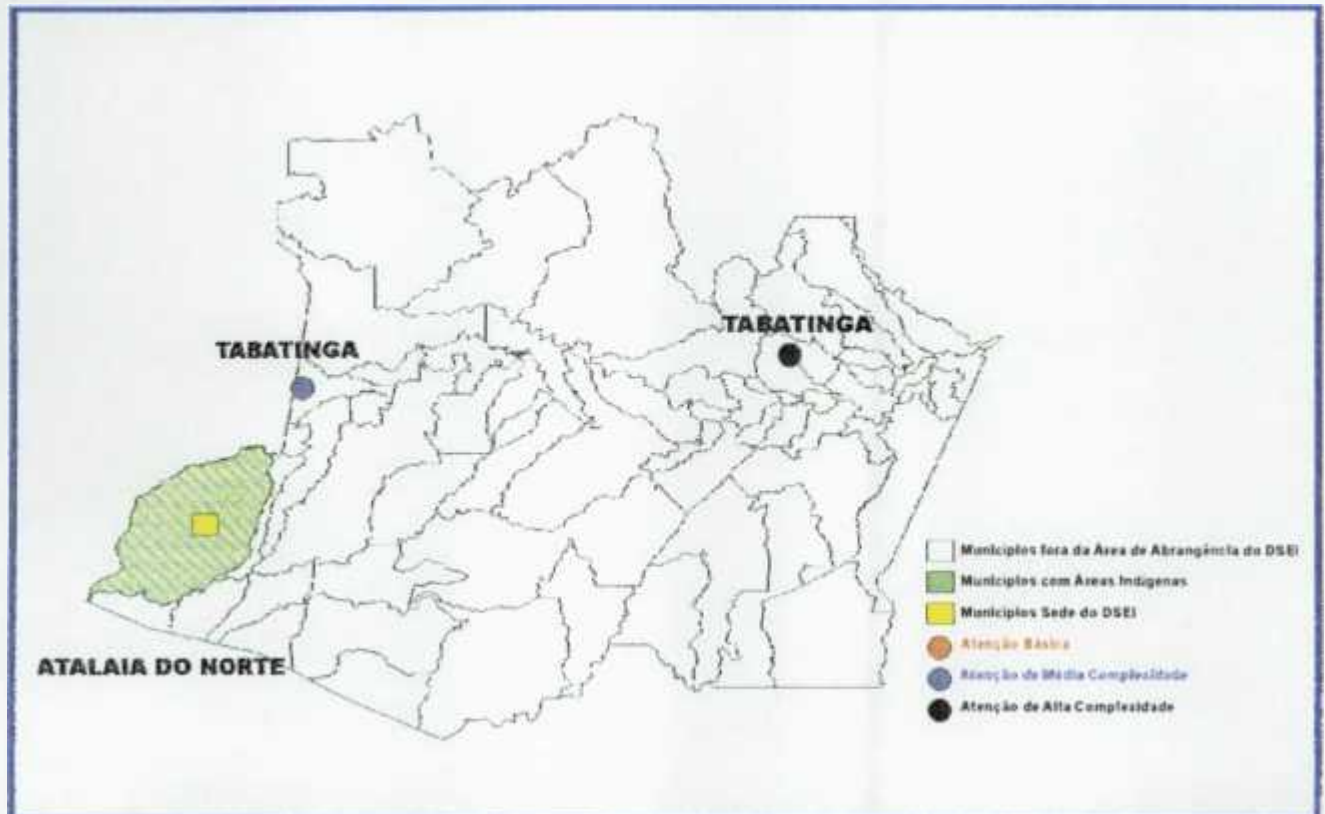 TABATINGA
TABATINGA
ATALAIA DO NORTE
Municípios fora da Área de Abrangência do DSEI
Municípios com Áreas Indígenas
Municípios Sede do DSEI
Atenção Básica
Atenção de Média Complexidade
Atenção de Alta Complexidade